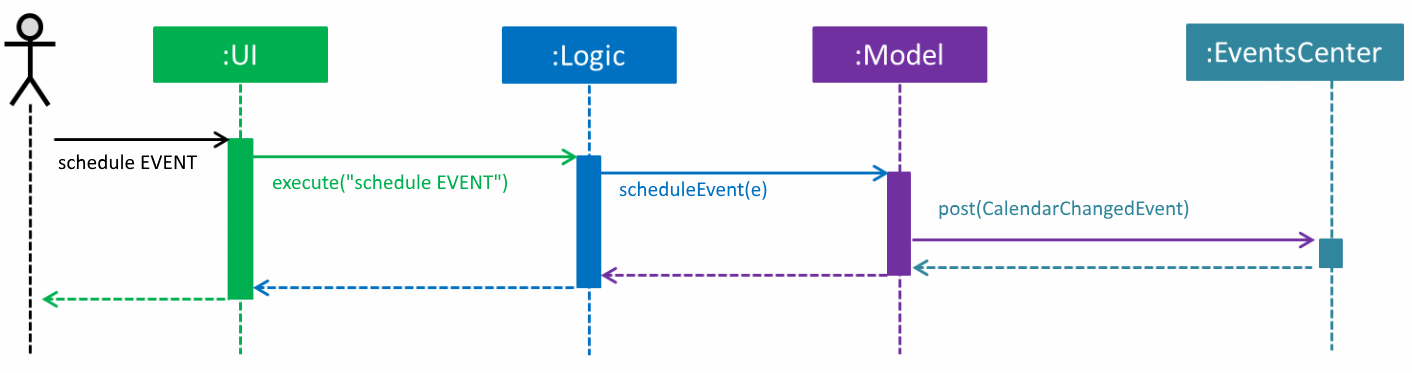 :UI
:Logic
:Model
:EventsCenter
schedule EVENT
execute("schedule EVENT")
scheduleEvent(e)
post(CalendarChangedEvent)